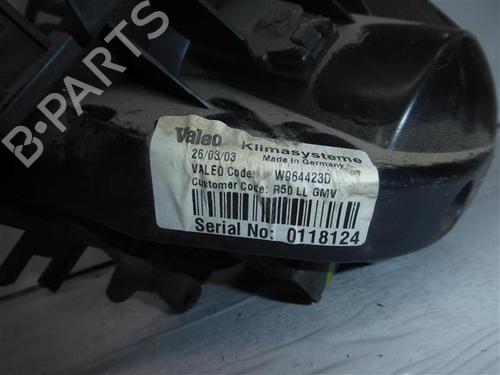 B-PARTS
Valeo Klimasysteme
26/03/03 Made in Germany
VALEO Code: W964423D
Customer Code: R50 LL GMV
Serial No: 0118124